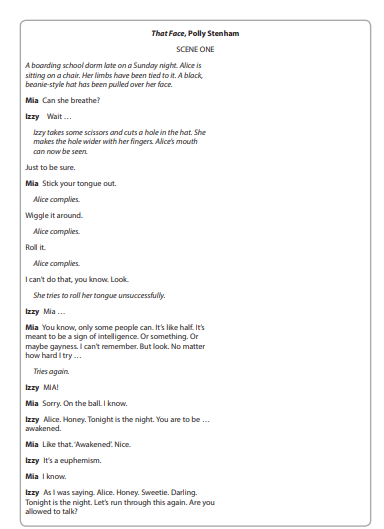 That Face, Polly Stenham
SCENE ONE
A boarding school dorm late on a Sunday night. Alice is
sitting on a chair. Her limbs have been tied to it. A black,
beanie-style hat has been pulled over her face.
Mia Can she breathe?
Izzy Wait …
Izzy takes some scissors and cuts a hole in the hat. She
makes the hole wider with her fingers. Alice's mouth
can now be seen.
Just to be sure.
Mia Stick your tongue out.
Alice complies.
Wiggle it around.
Alice complies.
Roll it.
Alice complies.
I can't do that, you know. Look.
She tries to roll her tongue unsuccessfully.
Izzy Mia …
Mia You know, only some people can. It's like half. It's
meant to be a sign of intelligence. Or something. Or
maybe gayness. I can't remember. But look. No matter
how hard I try …
Tries again.
Izzy MIA!
Mia Sorry. On the ball. I know.
Izzy Alice. Honey. Tonight is the night. You are to be …
awakened.
Mia Like that. 'Awakened'. Nice.
Izzy It's a euphemism.
Mia I know.
Izzy As I was saying. Alice. Honey. Sweetie. Darling.
Tonight is the night. Let's run through this again. Are you
allowed to talk?